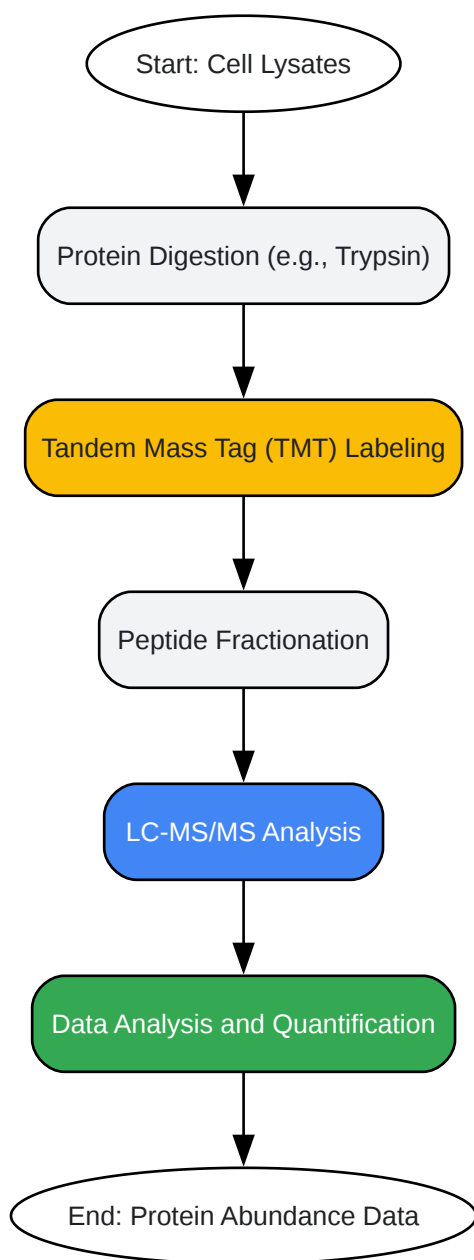 Start: Cell Lysates
Protein Digestion (e.g., Trypsin)
Tandem Mass Tag (TMT) Labeling
Peptide Fractionation
LC-MS/MS Analysis
Data Analysis and Quantification
End: Protein Abundance Data